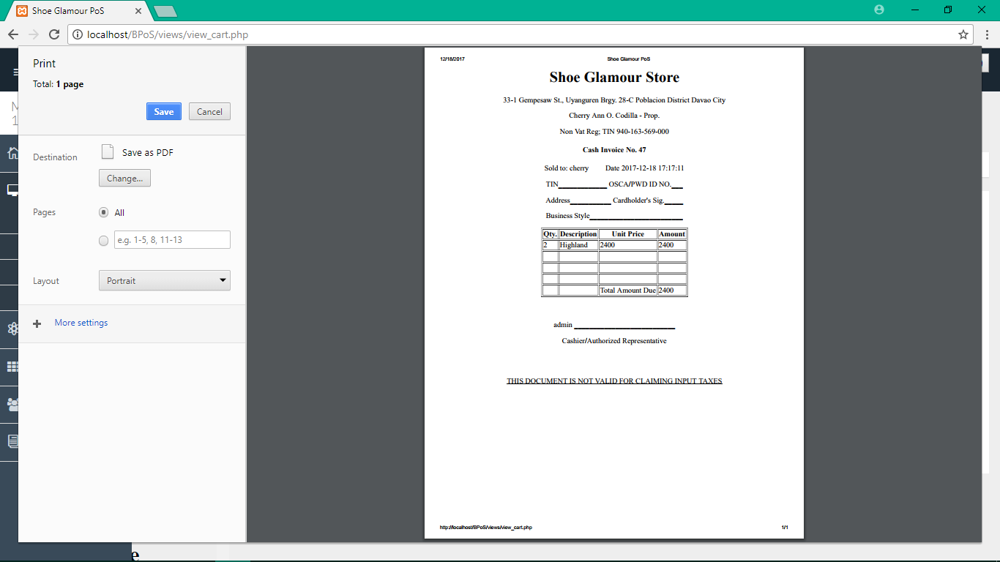 Shoe Glamour PoS
localhost/BPoS/views/view_cart.php
Print
Total: 1 page
Save Cancel
Destination Save as PDF
Change...
Pages All
e.g. 1-5, 8, 11-13
Layout Portrait
More settings
12/18/2017 Shoe Glamour PoS
Shoe Glamour Store
33-1 Gempesaw St., Uyanguren Brgy. 28-C Poblacion District Davao City
Cherry Ann O. Codilla - Prop.
Non Vat Reg; TIN 940-163-569-000
Cash Invoice No. 47
Sold to: cherry Date 2017-12-18 17:17:11
TIN_____________ OSCA/PWD ID NO.___
Address___________ Cardholder's Sig._____
Business Style_________________________
Qty. Description Unit Price Amount
2 Highland 2400 2400
Total Amount Due 2400
admin ___________________________
Cashier/Authorized Representative
THIS DOCUMENT IS NOT VALID FOR CLAIMING INPUT TAXES
http://localhost/BPoS/views/view_cart.php 1/1
e